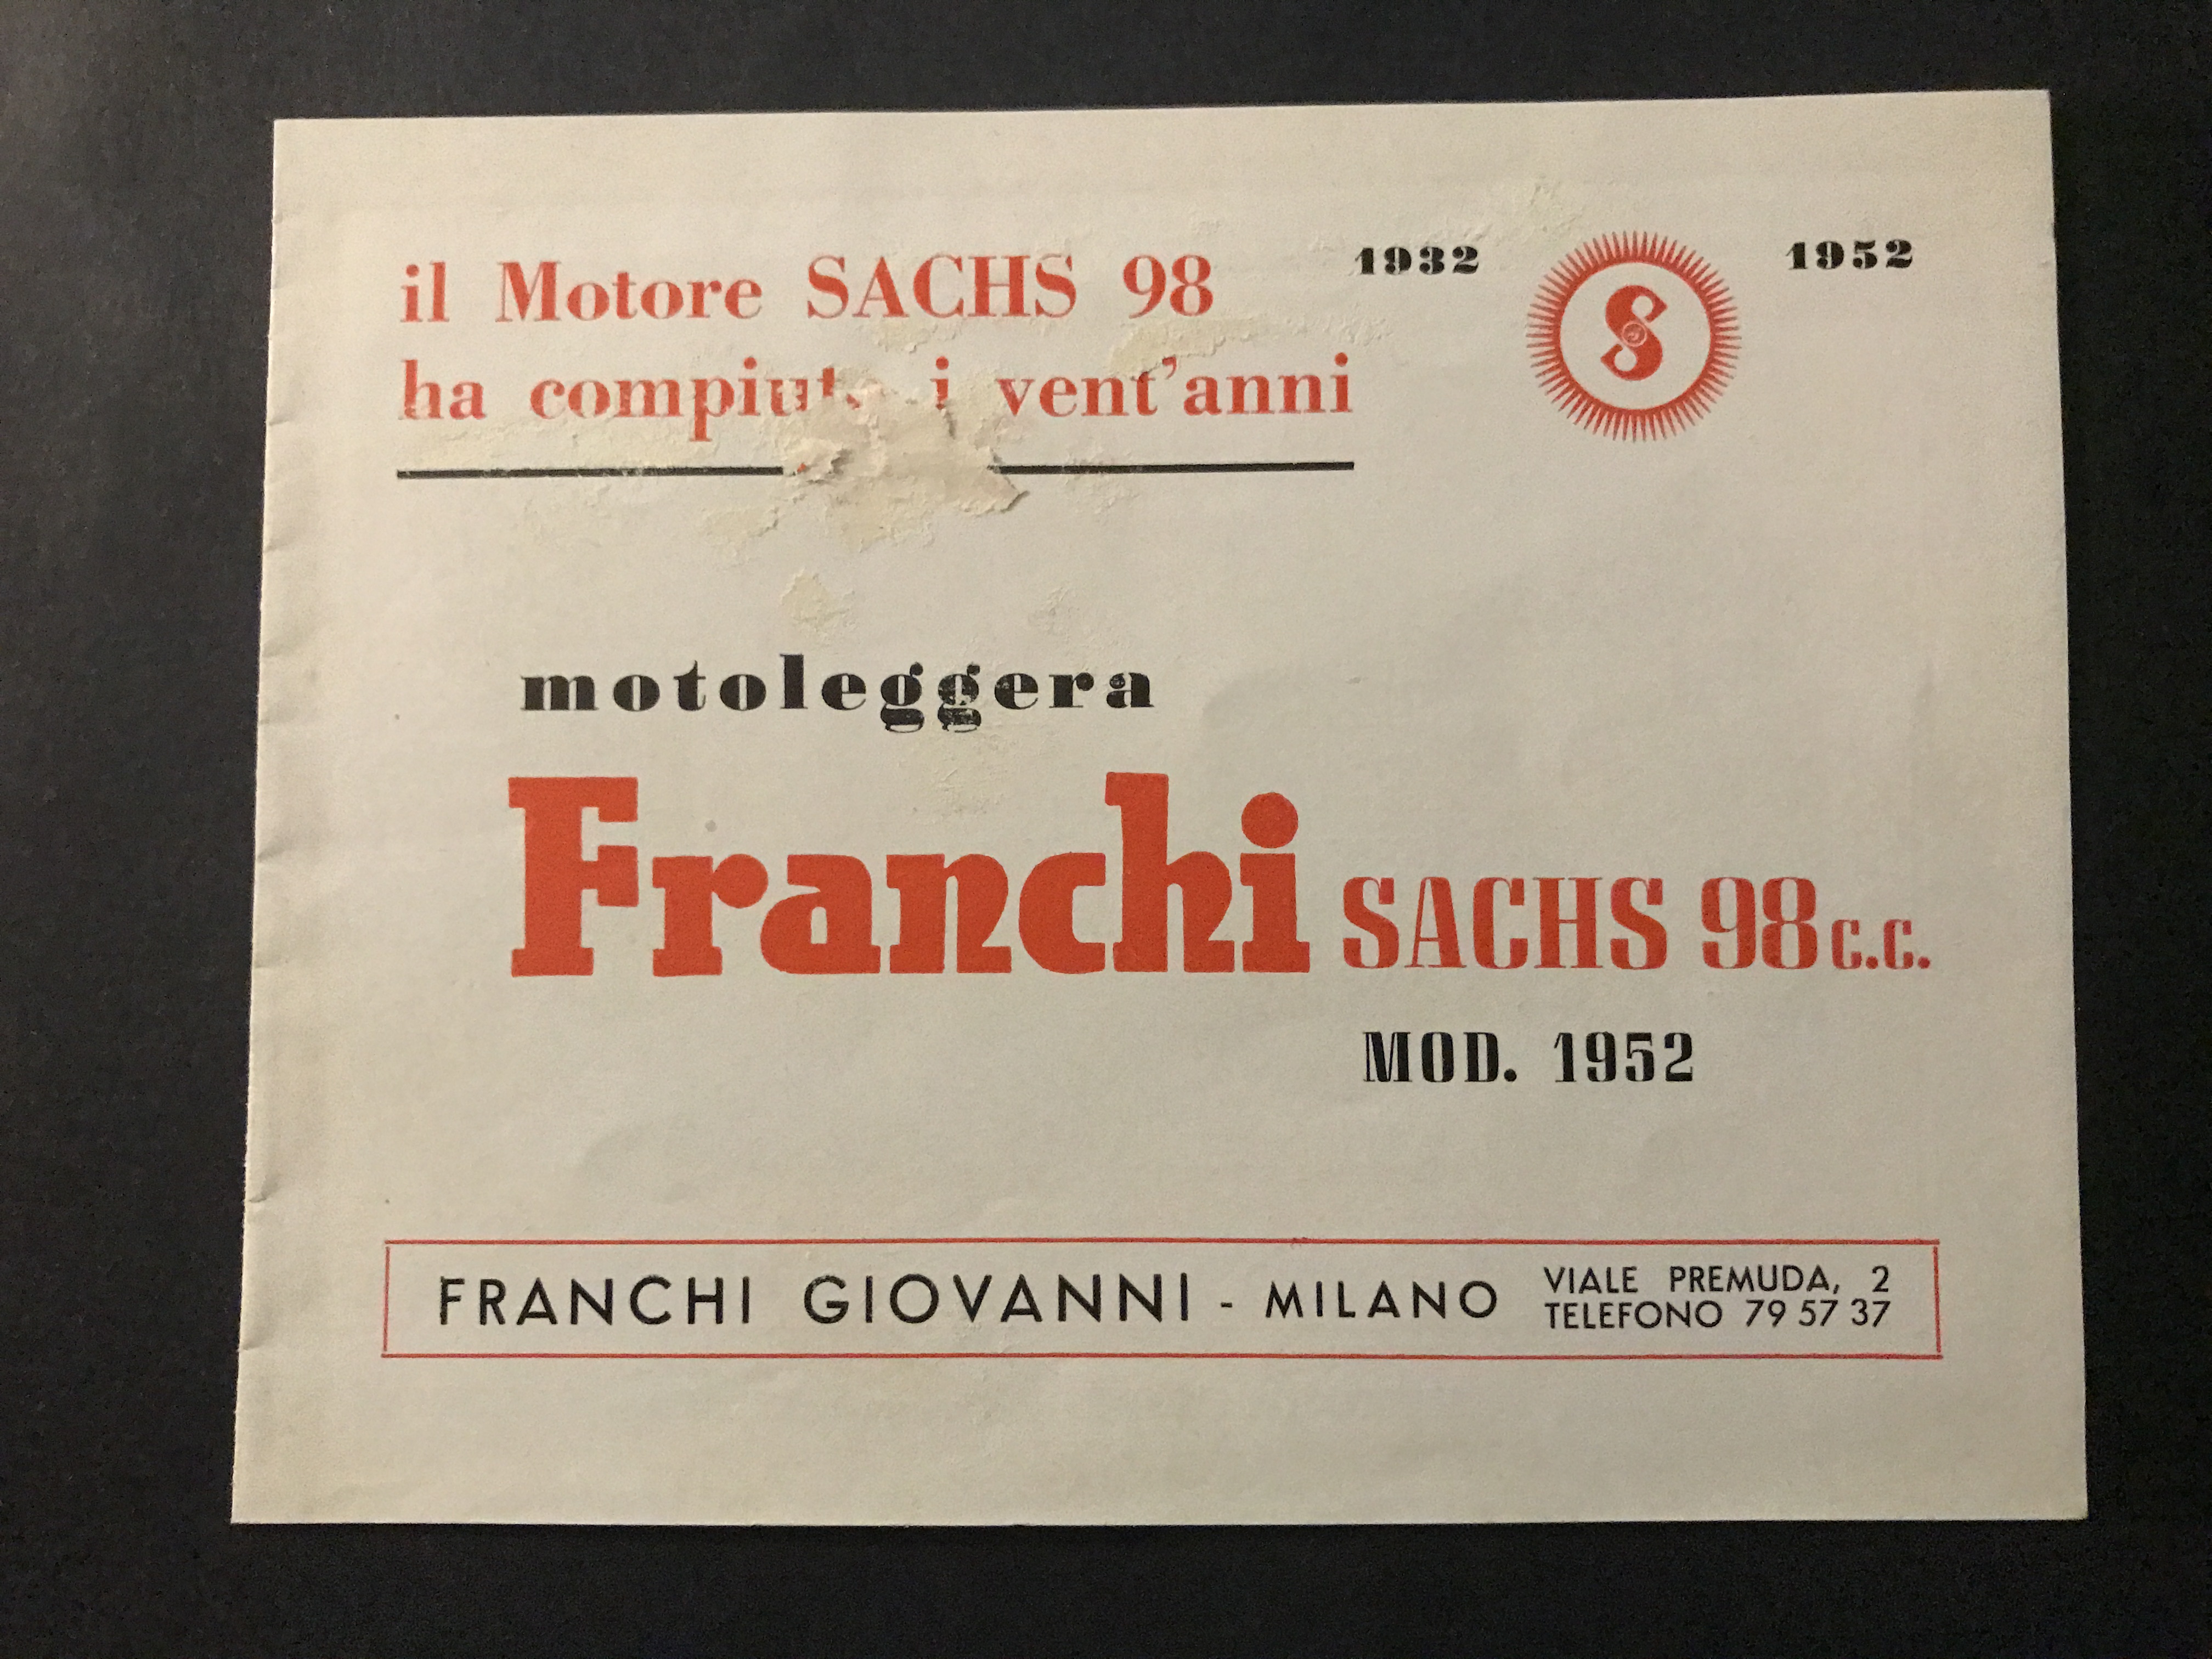 il Motore SACHS 98
ha compiuto i vent'anni
1932 S 1952
motoleggera
Franchi SACHS 98 c.c.
MOD. 1952
FRANCHI GIOVANNI - MILANO
VIALE PREMUDA, 2
TELEFONO 79 57 37